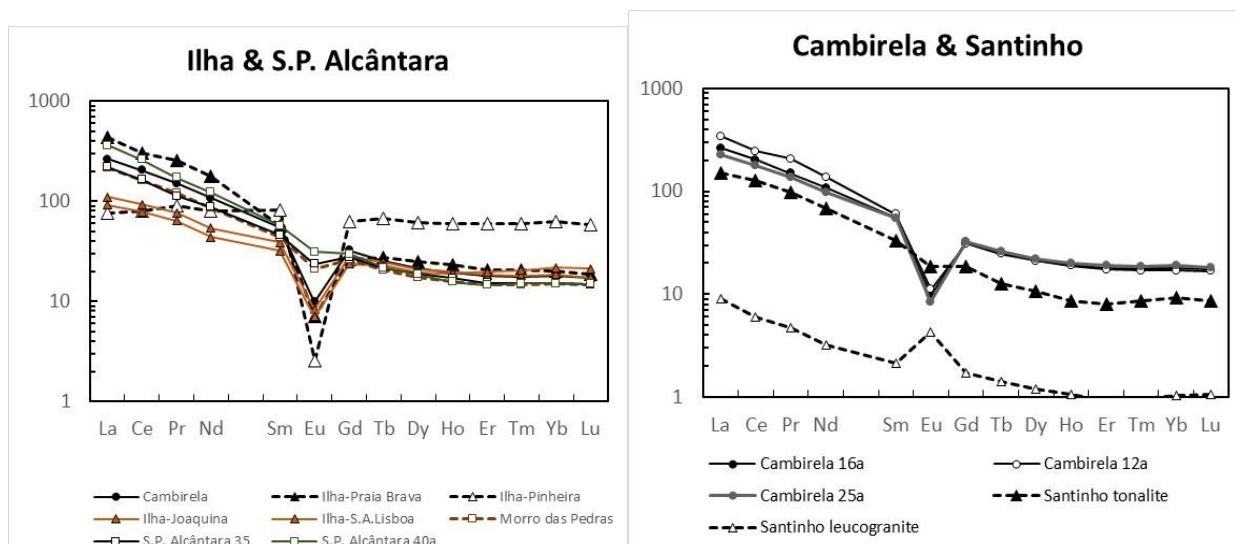 Ilha & S.P. Alcântara
1000
100
10
1
La Ce Pr Nd Sm Eu Gd Tb Dy Ho Er Tm Yb Lu
Cambirela Ilha-Praia Brava Ilha-Pinheira
Ilha-Joaquina Ilha-S.A.Lisboa Morro das Pedras
S.P. Alcântara 35 S.P. Alcântara 40a
Cambirela & Santinho
1000
100
10
1
La Ce Pr Nd Sm Eu Gd Tb Dy Ho Er Tm Yb Lu
Cambirela 16a Cambirela 12a
Cambirela 25a Santinho tonalite
Santinho leucogranite